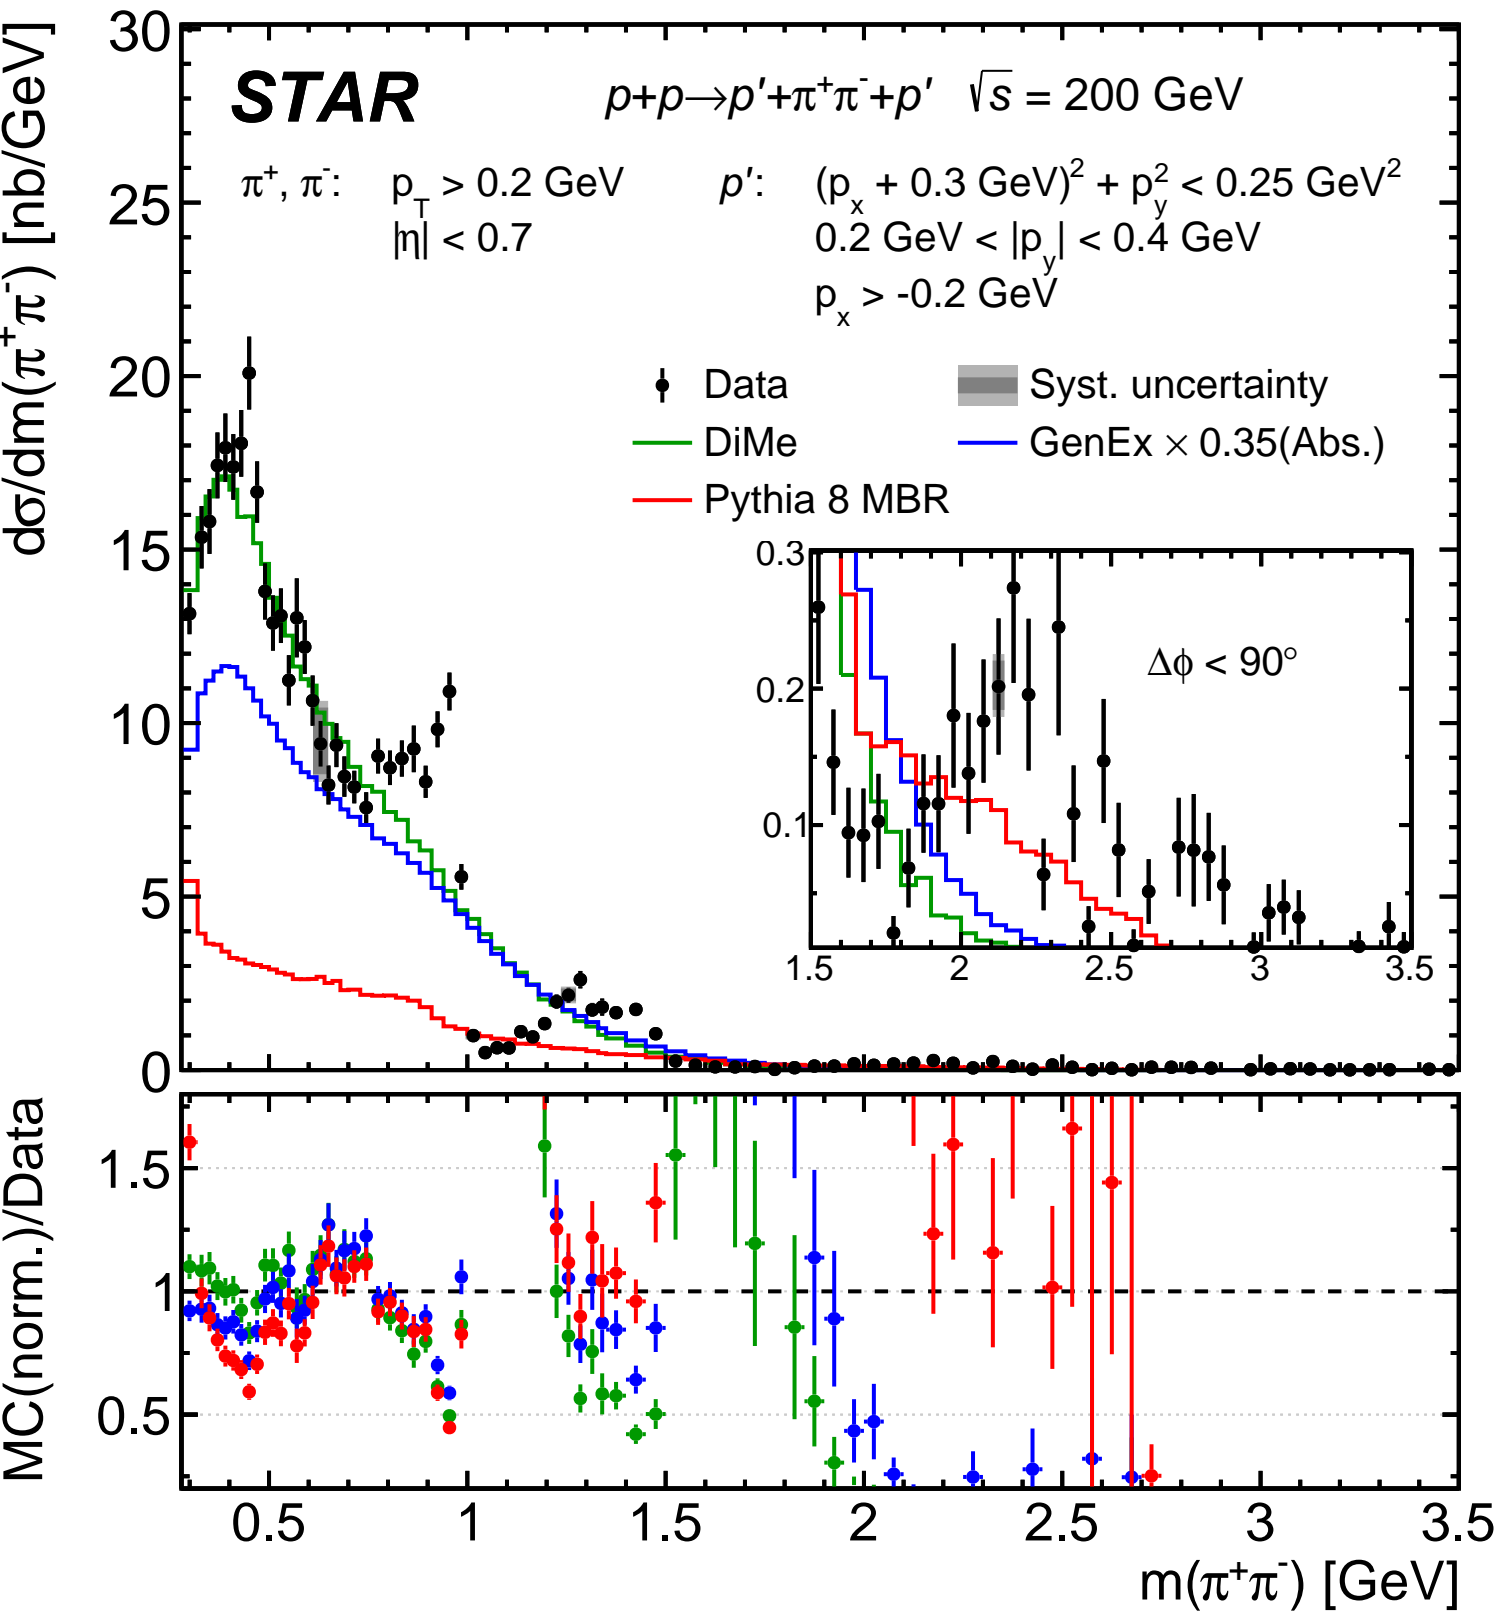 STAR
p+p→p′+π⁺π⁻+p′ √s = 200 GeV
π⁺, π⁻: p_T > 0.2 GeV p′: (p_x + 0.3 GeV)² + p_y² < 0.25 GeV²
|η| < 0.7 0.2 GeV < |p_y| < 0.4 GeV
p_x > -0.2 GeV
Data Syst. uncertainty
DiMe GenEx × 0.35(Abs.)
Pythia 8 MBR
dσ/dm(π⁺π⁻) [nb/GeV]
30
25
20
15
10
5
0
Δϕ < 90°
0.3
0.2
0.1
1.5 2 2.5 3 3.5
MC(norm.)/Data
1.5
1
0.5
0.5 1 1.5 2 2.5 3 3.5
m(π⁺π⁻) [GeV]